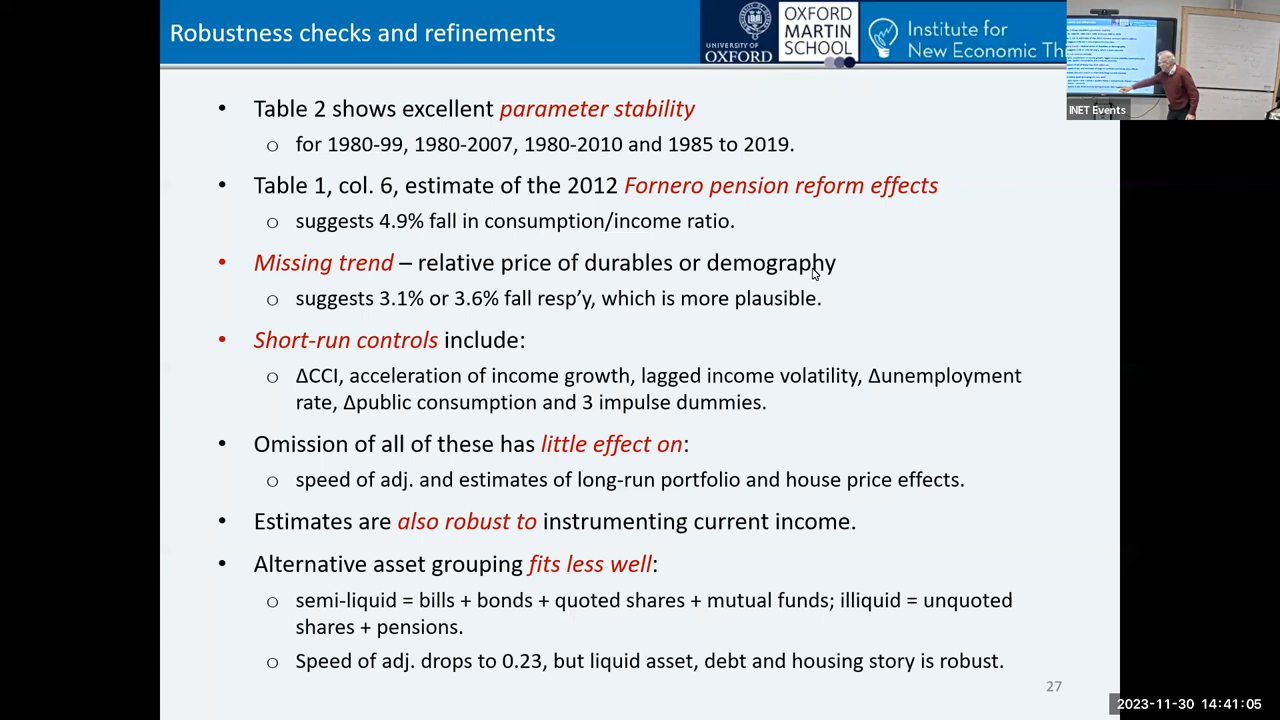 Robustness checks and refinements
UNIVERSITY OF
OXFORD
OXFORD
MARTIN
SCHOOL
Institute for
New Economic Th
INET Events
• Table 2 shows excellent parameter stability
o for 1980-99, 1980-2007, 1980-2010 and 1985 to 2019.
• Table 1, col. 6, estimate of the 2012 Fornero pension reform effects
o suggests 4.9% fall in consumption/income ratio.
• Missing trend – relative price of durables or demography
o suggests 3.1% or 3.6% fall resp’y, which is more plausible.
• Short-run controls include:
o ΔCCI, acceleration of income growth, lagged income volatility, Δunemployment
rate, Δpublic consumption and 3 impulse dummies.
• Omission of all of these has little effect on:
o speed of adj. and estimates of long-run portfolio and house price effects.
• Estimates are also robust to instrumenting current income.
• Alternative asset grouping fits less well:
o semi-liquid = bills + bonds + quoted shares + mutual funds; illiquid = unquoted
shares + pensions.
o Speed of adj. drops to 0.23, but liquid asset, debt and housing story is robust.
27
2023-11-30 14:41:05